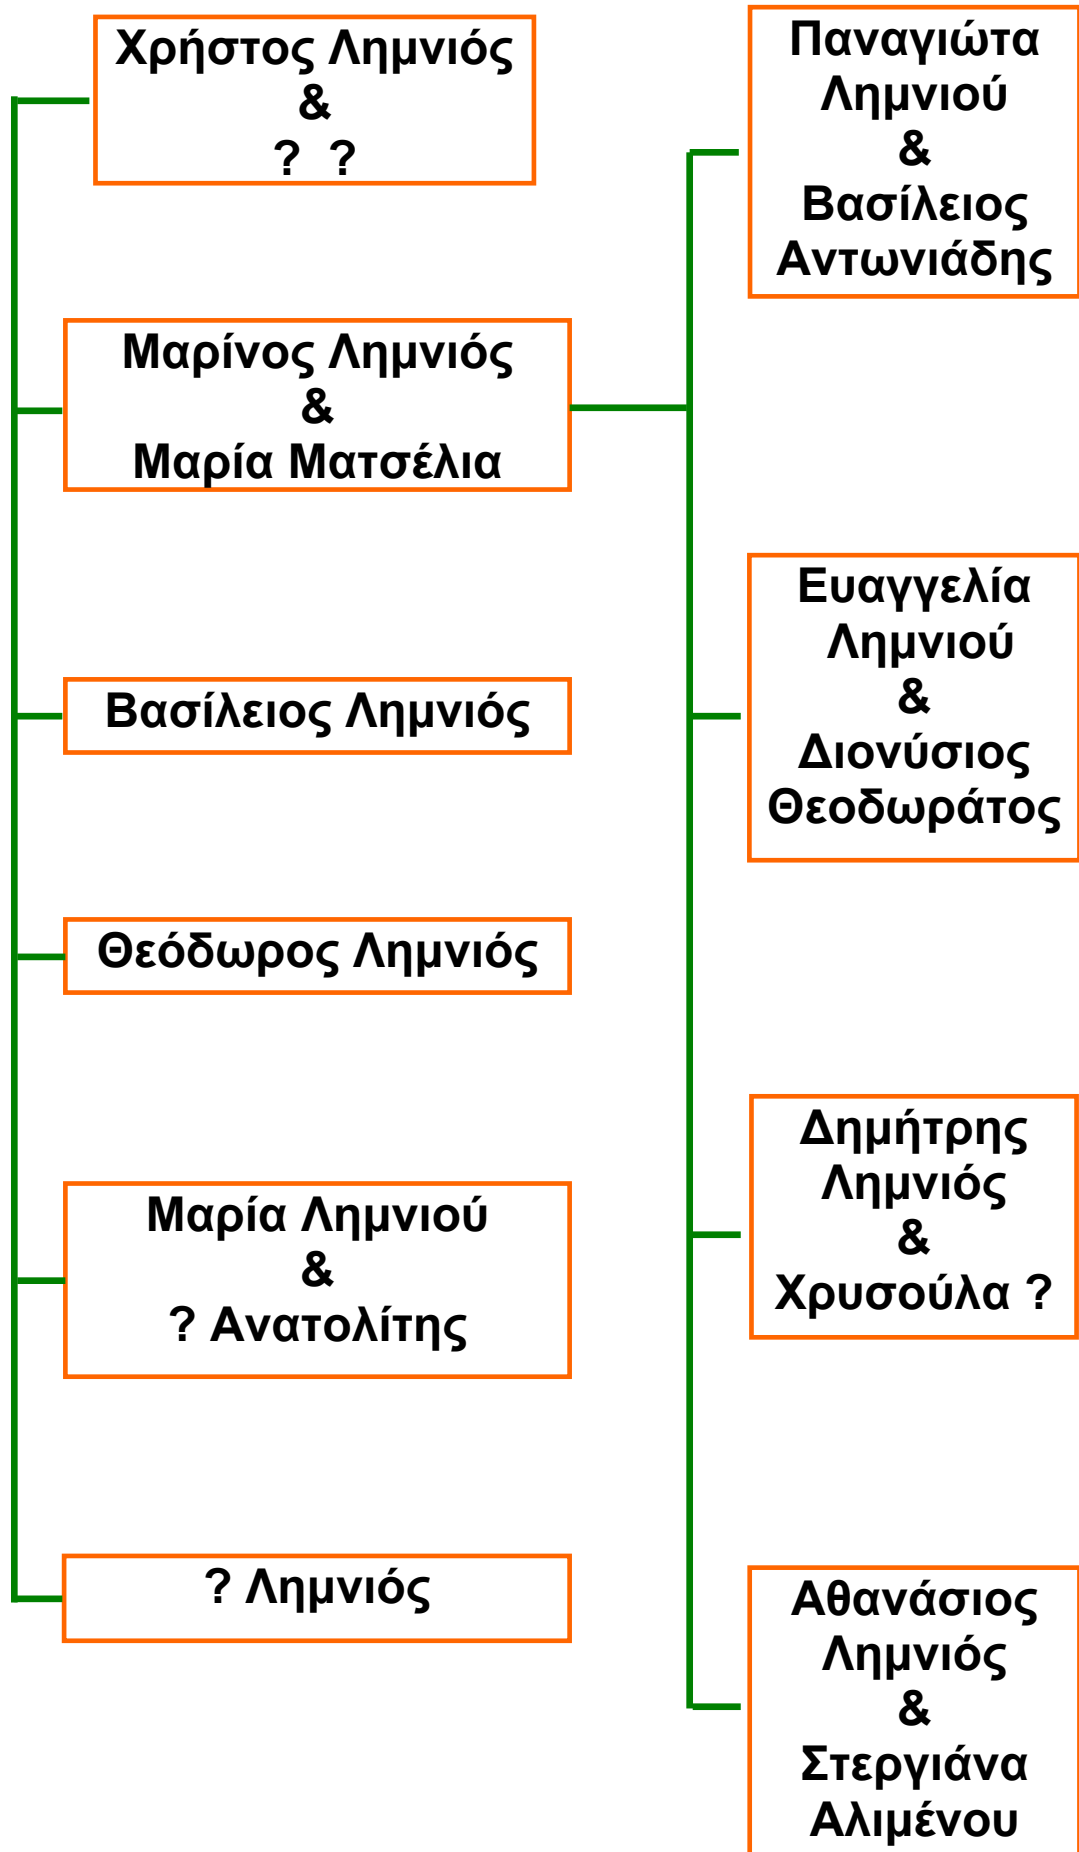 Χρήστος Λημνιός
&
? ?
Μαρίνος Λημνιός
&
Μαρία Ματσέλια
Βασίλειος Λημνιός
Θεόδωρος Λημνιός
Μαρία Λημνιού
&
? Ανατολίτης
? Λημνιός
Παναγιώτα
Λημνιού
&
Βασίλειος
Αντωνιάδης
Ευαγγελία
Λημνιού
&
Διονύσιος
Θεοδωράτος
Δημήτρης
Λημνιός
&
Χρυσούλα ?
Αθανάσιος
Λημνιός
&
Στεργιάνα
Αλιμένου